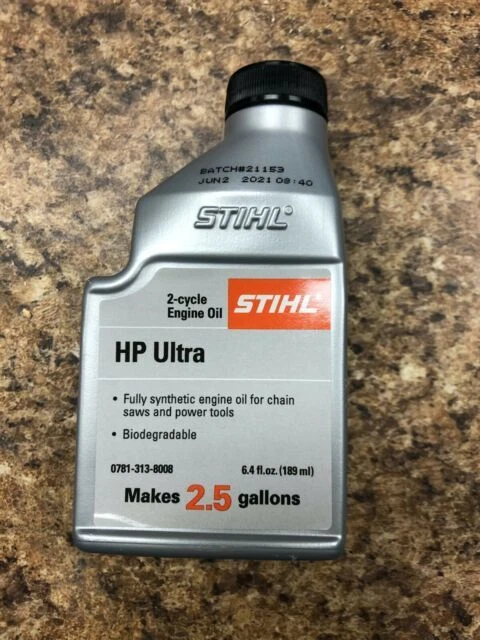 BATCH#21153
JUN2 2021 09:40
STIHL®
2-cycle
Engine Oil
STIHL®
HP Ultra
• Fully synthetic engine oil for chain
saws and power tools
• Biodegradable
0781-313-8008 6.4 fl.oz. (189 ml)
Makes 2.5 gallons